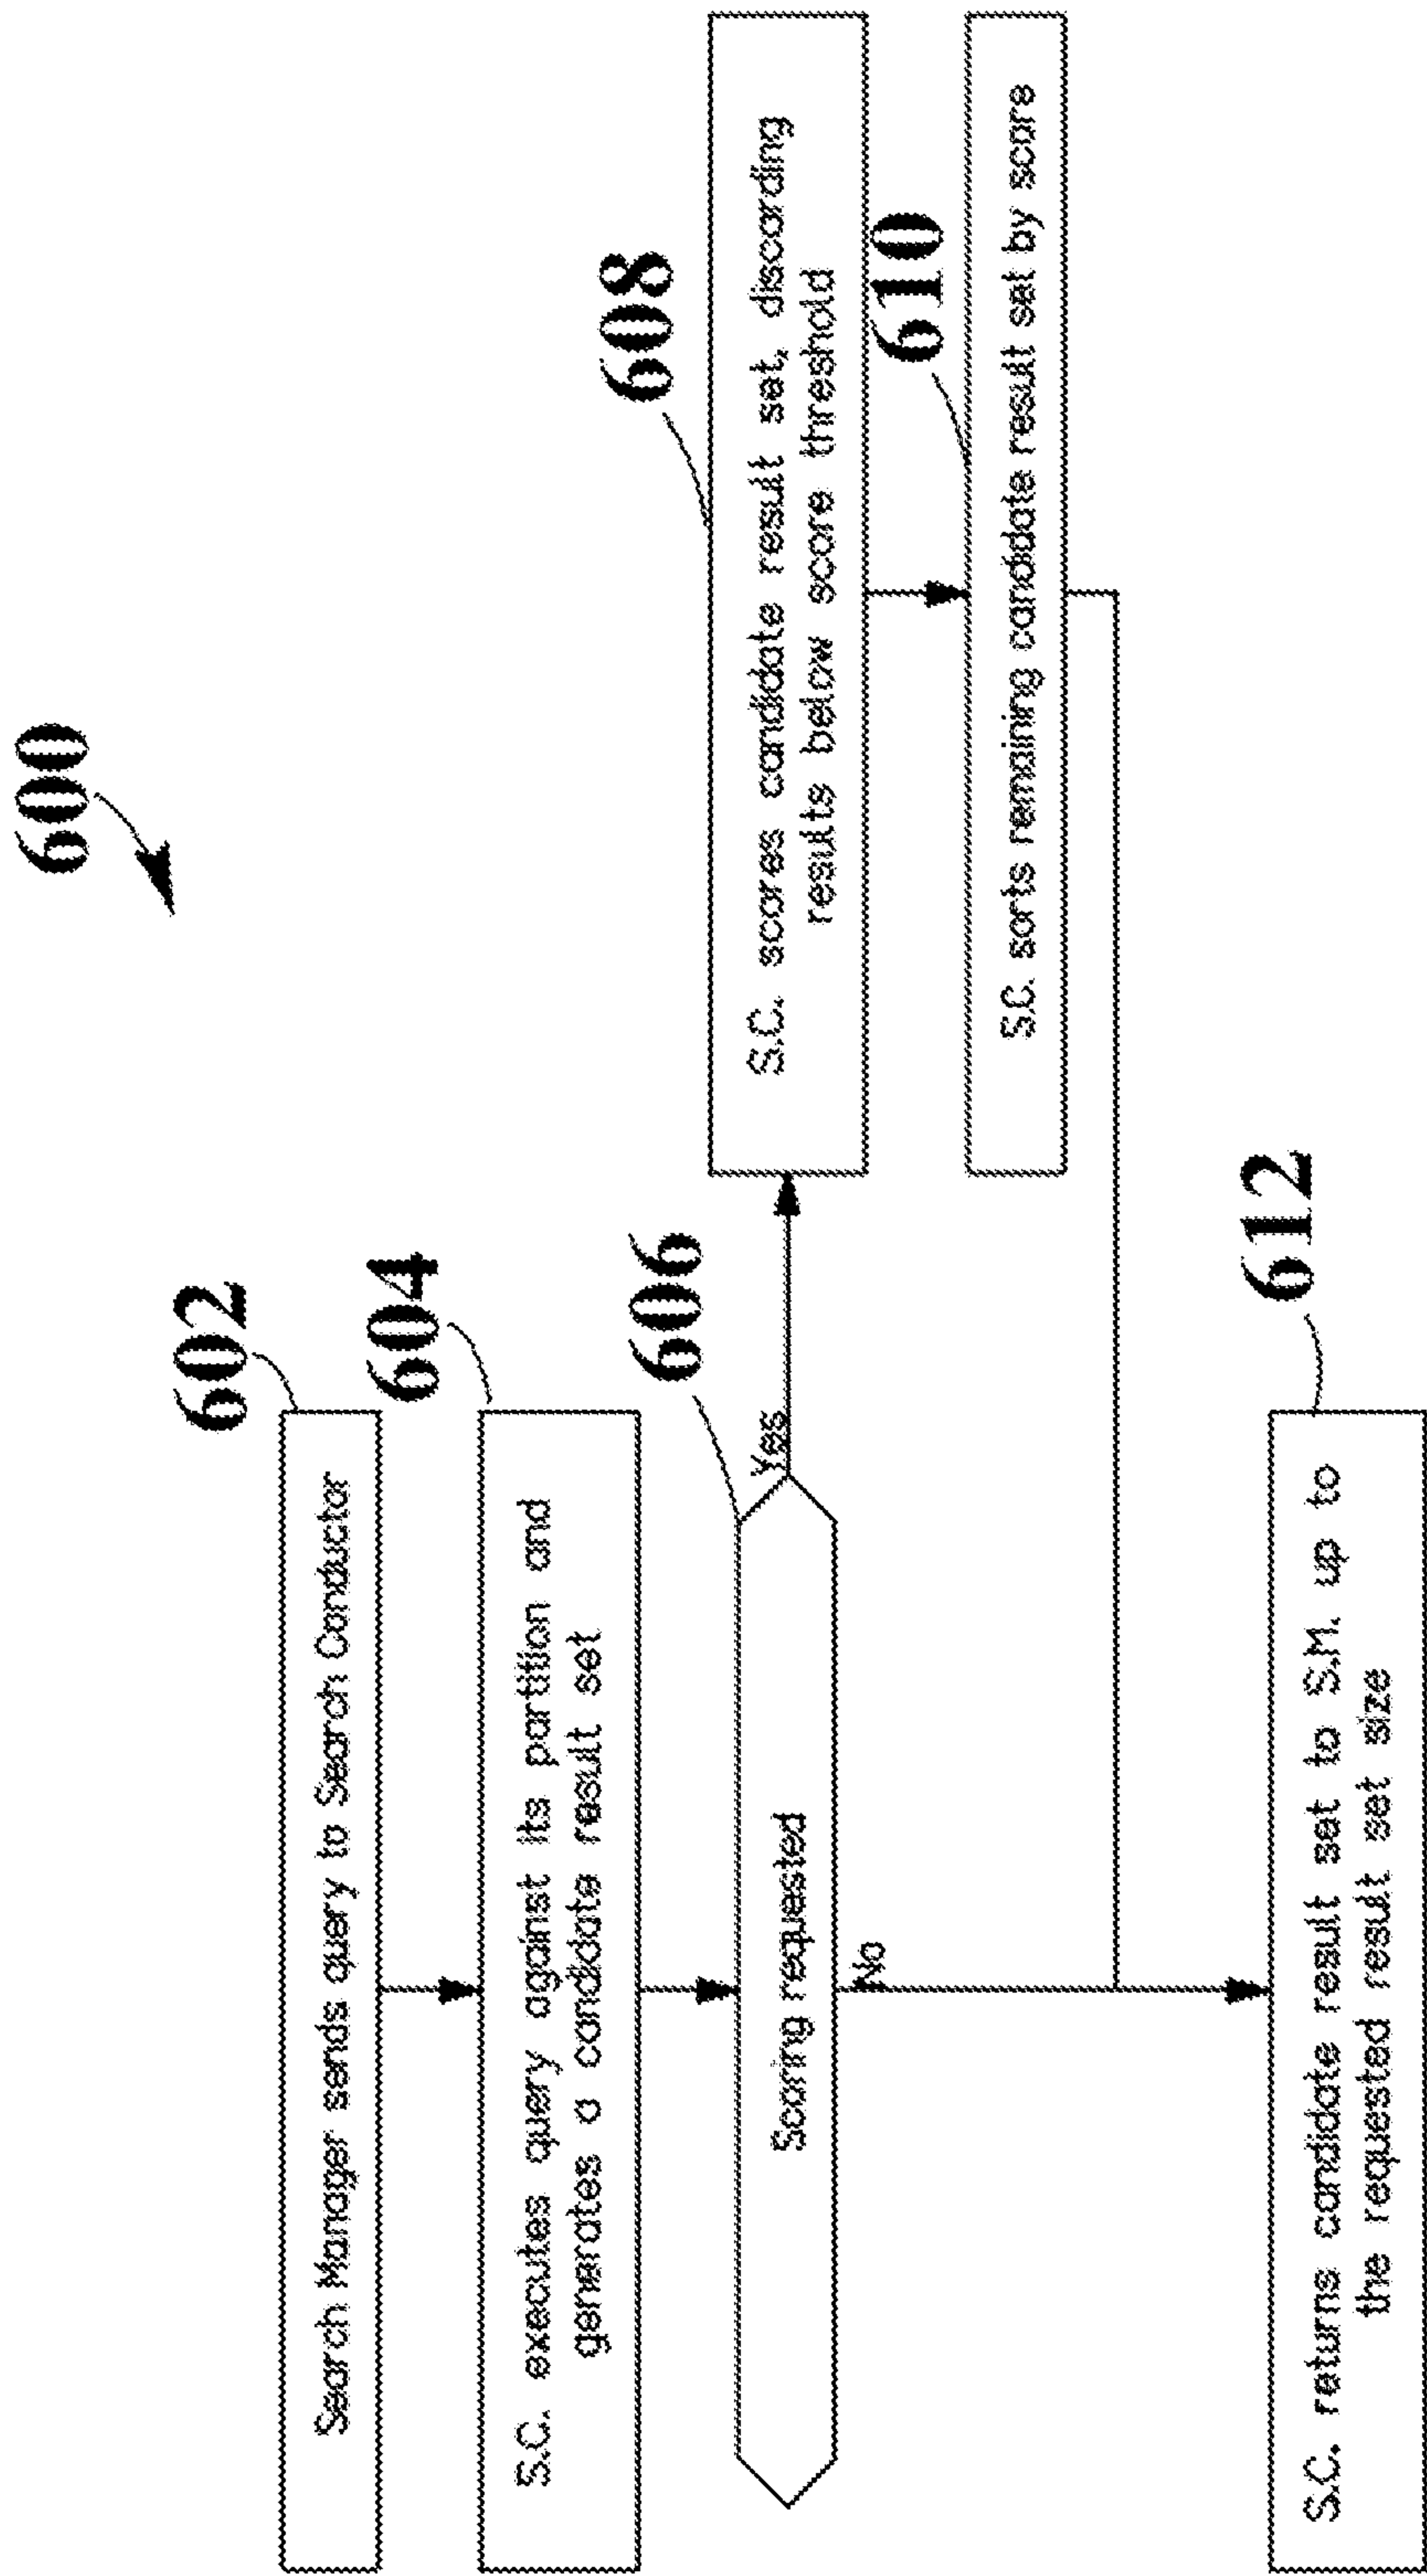 600
602
Search Manager sends query to Search Conductor
604
S.C. executes query against its partition and
generates a candidate result set
606
Scoring requested
Yes
No
608
S.C. scores candidate result set, discarding
results below score threshold
610
S.C. sorts remaining candidate result set by score
612
S.C. returns candidate result set to S.M. up to
the requested result set size